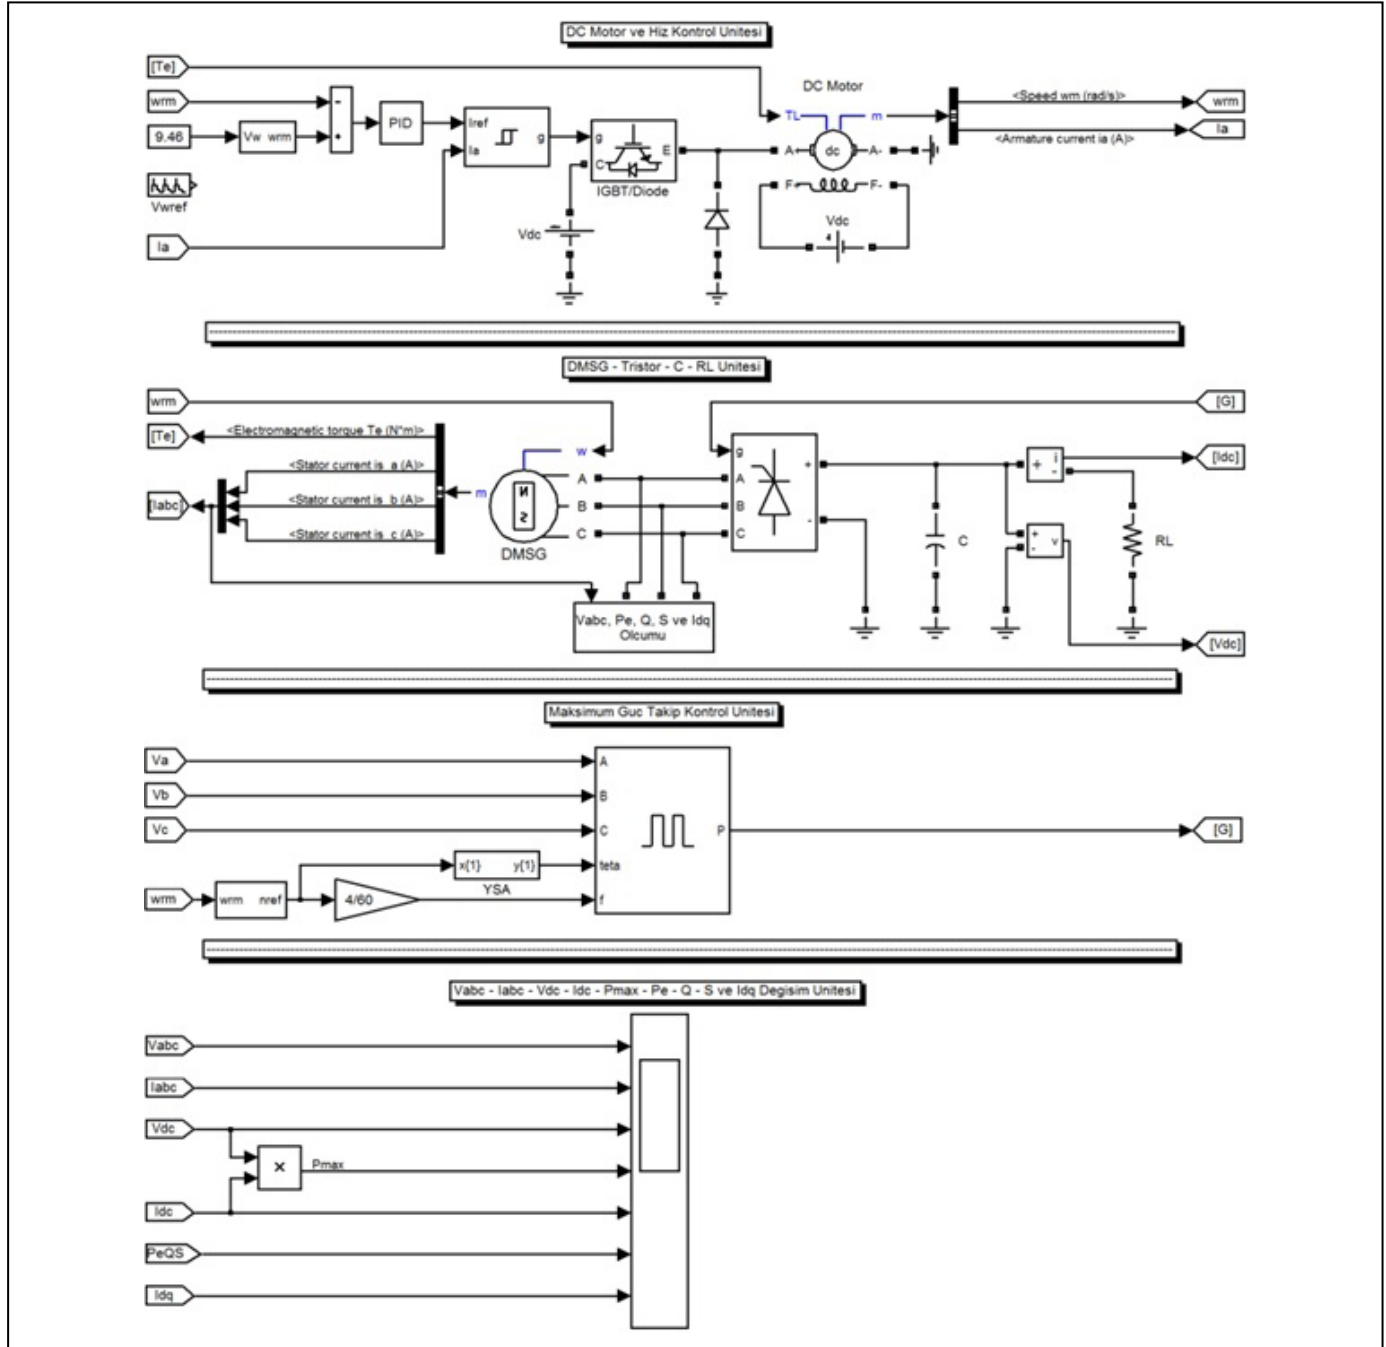 DC Motor ve Hiz Kontrol Unitesi
[Te]
wrm
9.46
Vw wrm
- +
PID
Iref
Ia
g
g
C
E
IGBT/Diode
Vwref
Ia
Vdc
DC Motor
TL
m
A+
dc
A-
F+
F-
Vdc
<Speed wm (rad/s)>
wrm
<Armature current ia (A)>
Ia
DMSG - Tristor - C - RL Unitesi
wrm
[Te]
<Electromagnetic torque Te (N*m)>
<Stator current is_a (A)>
[Iabc]
<Stator current is_b (A)>
<Stator current is_c (A)>
m
w
N
S
A
B
C
DMSG
Vabc, Pe, Q, S ve Idq
Olcumu
g
A
B
C
+
-
C
+ i
-
+
- v
RL
[G]
[Idc]
[Vdc]
Maksimum Guc Takip Kontrol Unitesi
Va
Vb
Vc
wrm
wrm nref
4/60
x{1} y{1}
YSA
A
B
C
teta
f
P
[G]
Vabc - Iabc - Vdc - Idc - Pmax - Pe - Q - S ve Idq Degisim Unitesi
Vabc
Iabc
Vdc
×
Pmax
Idc
PeQS
Idq